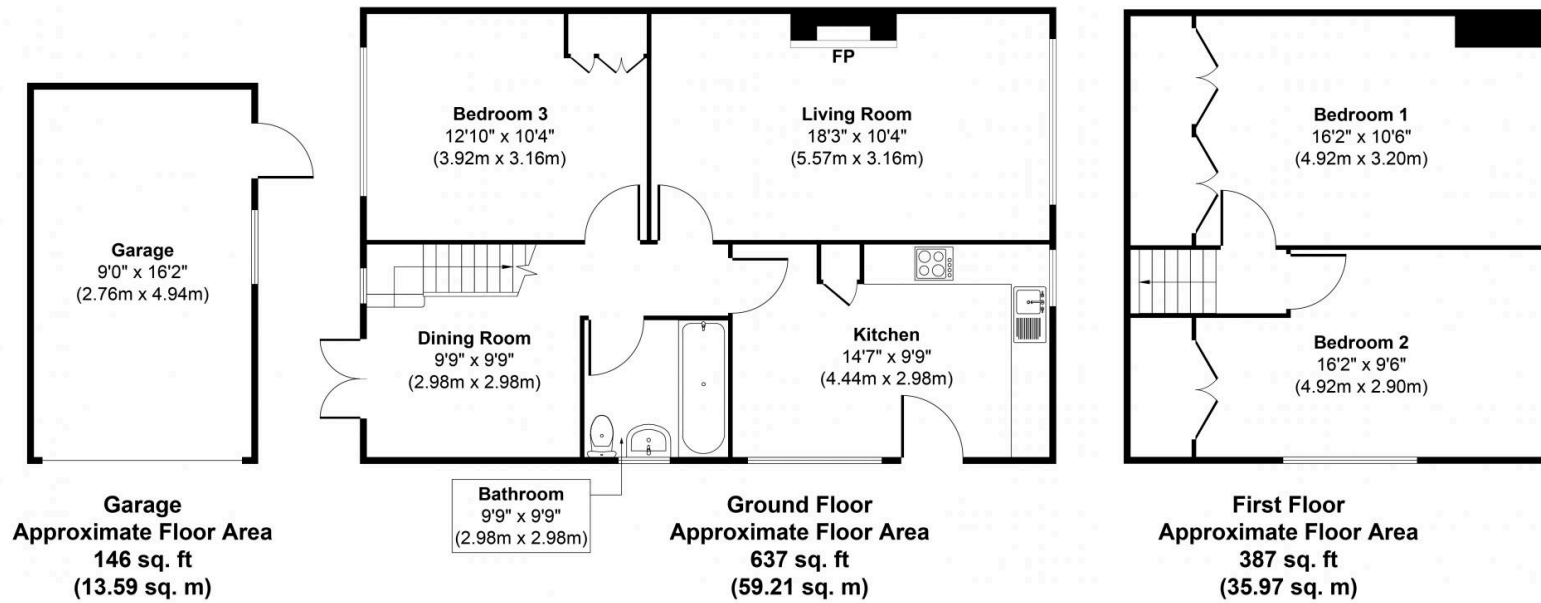 FP
Bedroom 3
12'10" x 10'4"
(3.92m x 3.16m)
Living Room
18'3" x 10'4"
(5.57m x 3.16m)
Bedroom 1
16'2" x 10'6"
(4.92m x 3.20m)
Garage
9'0" x 16'2"
(2.76m x 4.94m)
Dining Room
9'9" x 9'9"
(2.98m x 2.98m)
Kitchen
14'7" x 9'9"
(4.44m x 2.98m)
Bedroom 2
16'2" x 9'6"
(4.92m x 2.90m)
Bathroom
9'9" x 9'9"
(2.98m x 2.98m)
Garage
Approximate Floor Area
146 sq. ft
(13.59 sq. m)
Ground Floor
Approximate Floor Area
637 sq. ft
(59.21 sq. m)
First Floor
Approximate Floor Area
387 sq. ft
(35.97 sq. m)